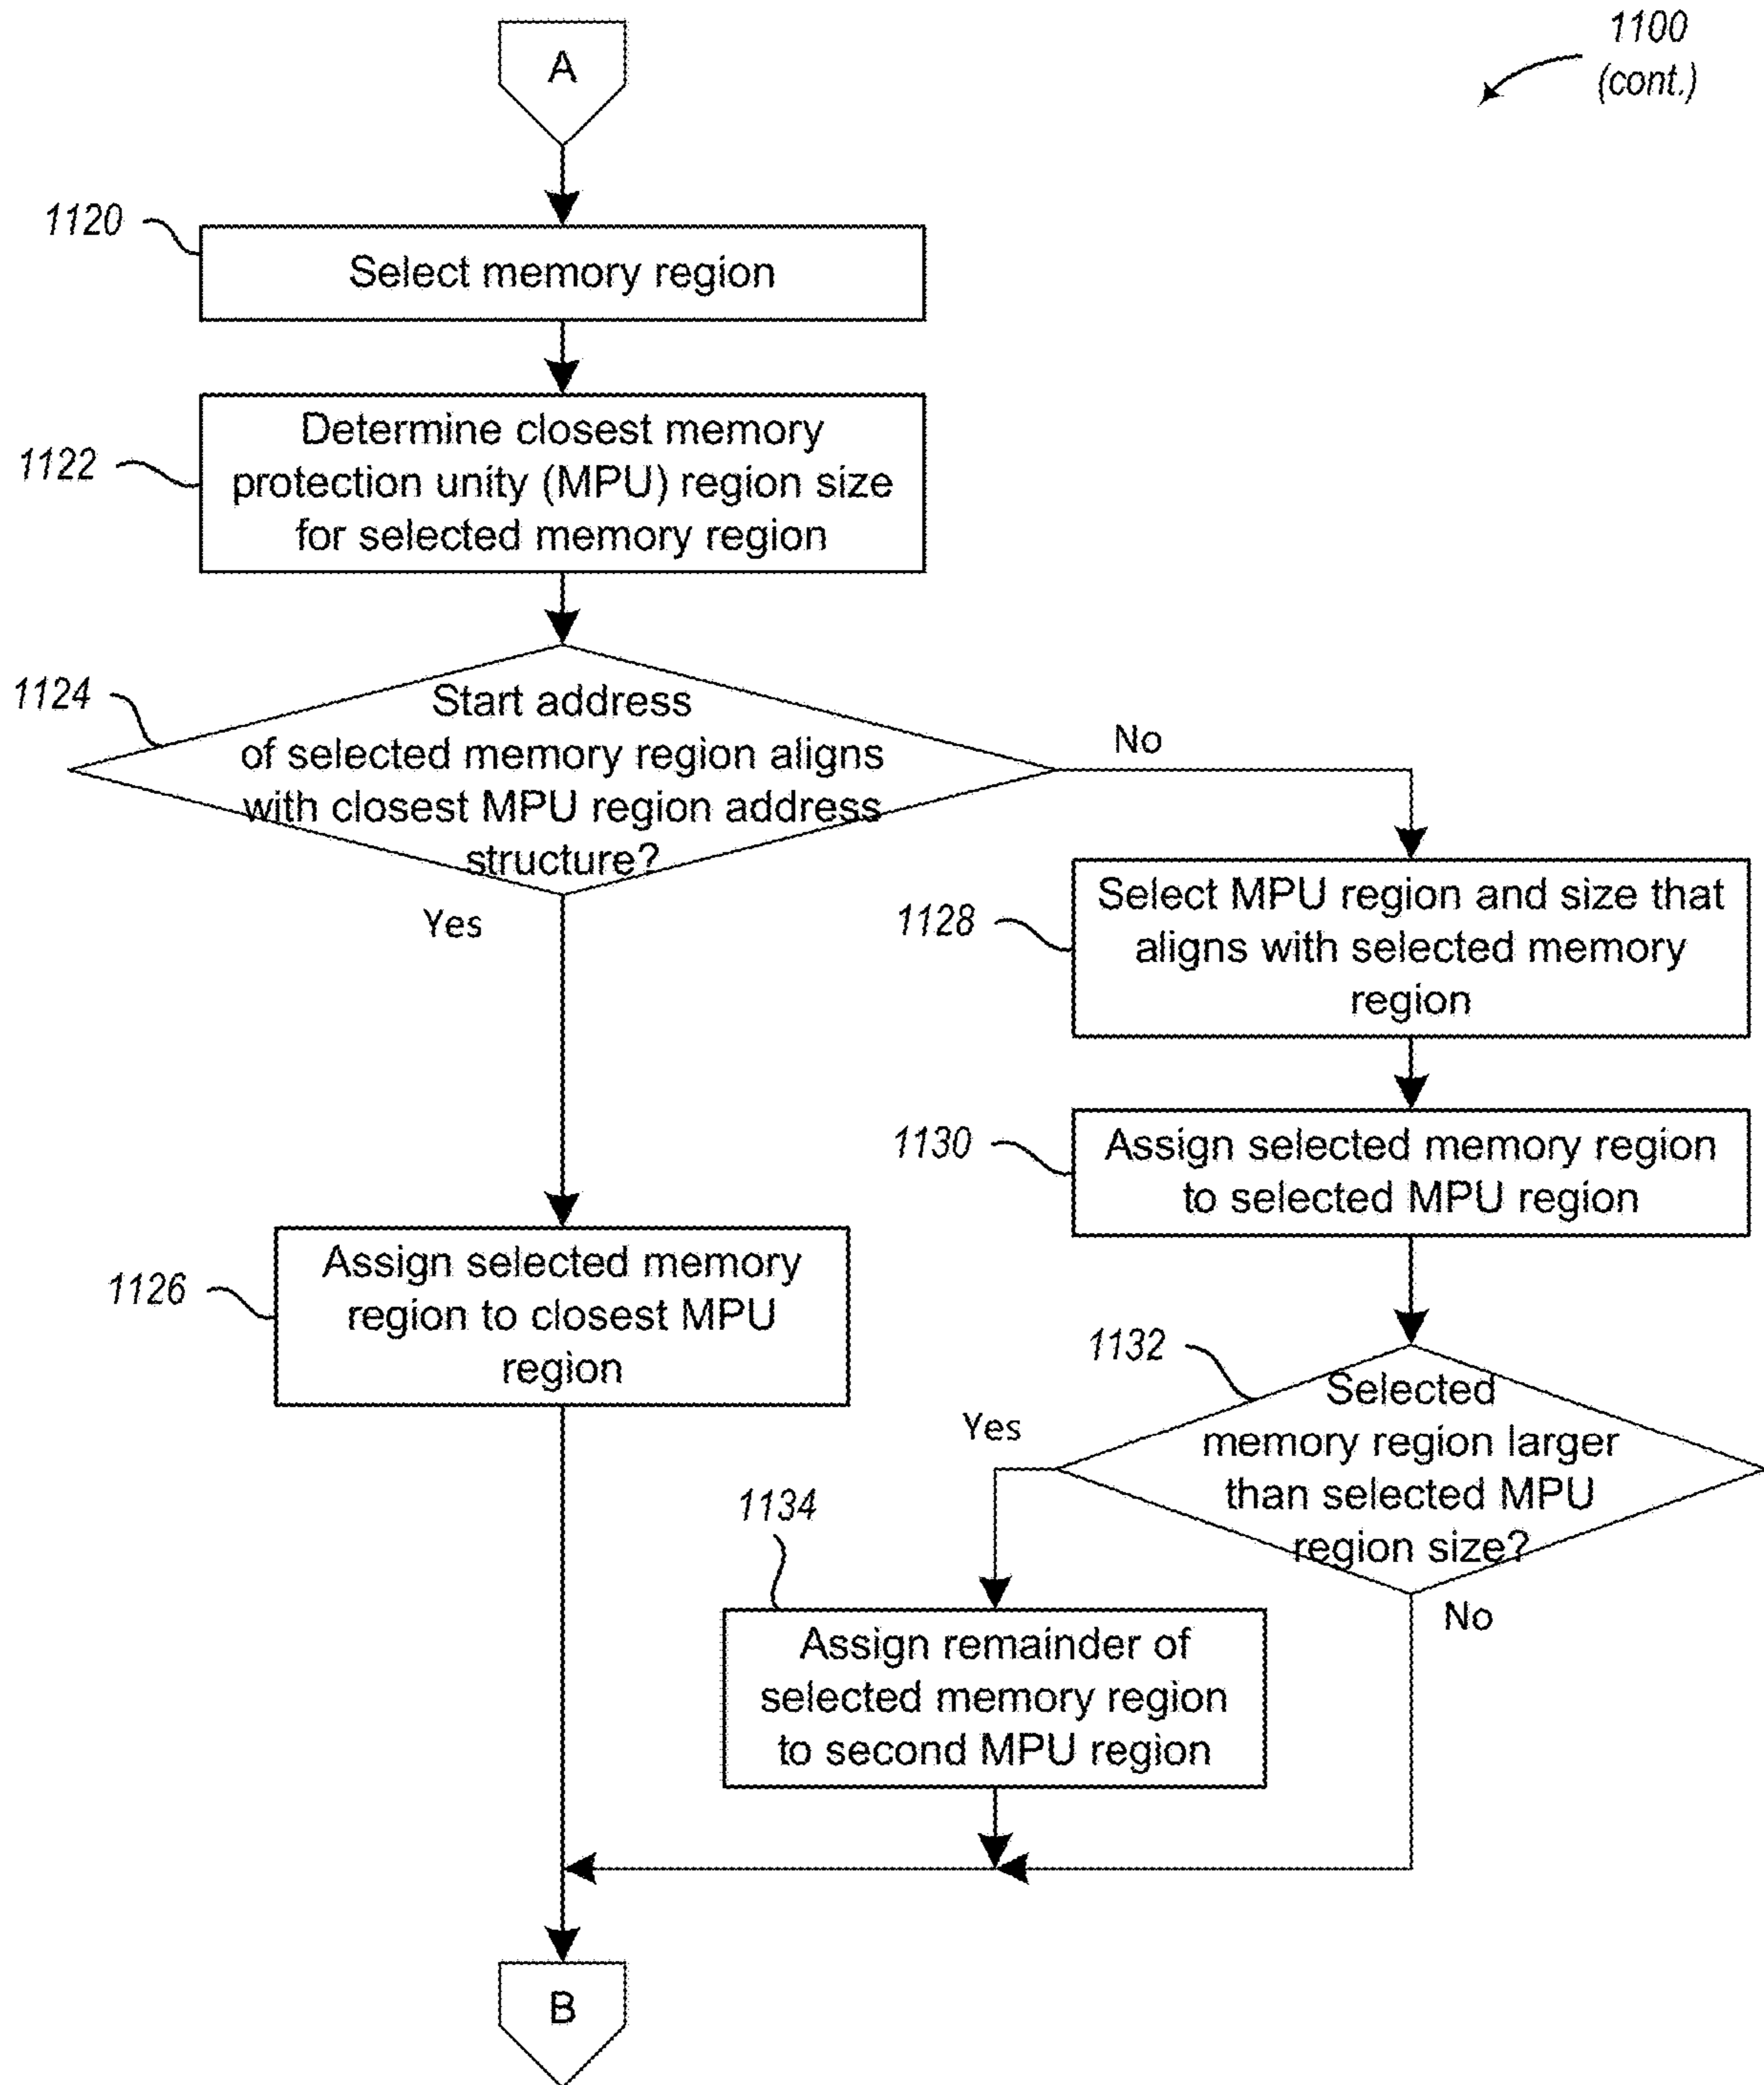 A
1100
(cont.)
1120
Select memory region
1122
Determine closest memory
protection unity (MPU) region size
for selected memory region
1124
Start address
of selected memory region aligns
with closest MPU region address
structure?
No
Yes
1128
Select MPU region and size that
aligns with selected memory
region
1130
Assign selected memory region
to selected MPU region
1126
Assign selected memory
region to closest MPU
region
1132
Selected
memory region larger
than selected MPU
region size?
Yes
No
1134
Assign remainder of
selected memory region
to second MPU region
B